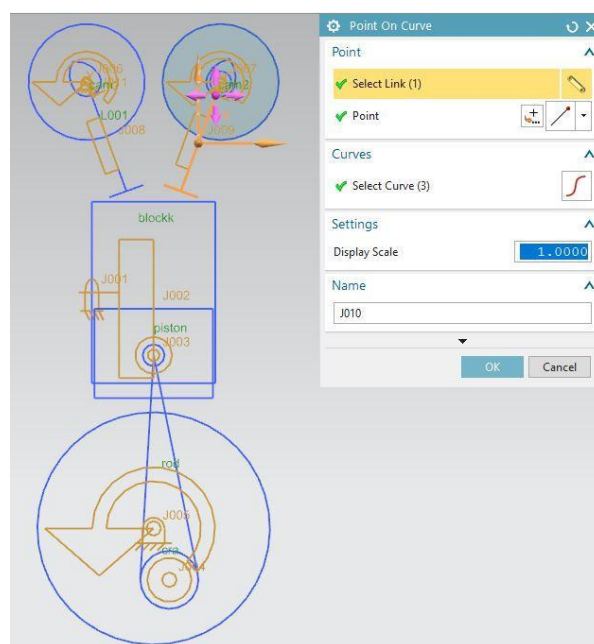 Point On Curve
Point
Select Link (1)
Point
Curves
Select Curve (3)
Settings
Display Scale
1.0000
Name
J010
OK
Cancel
L001
J008
J009
blockk
J001
J002
piston
J003
rod
J005
J004